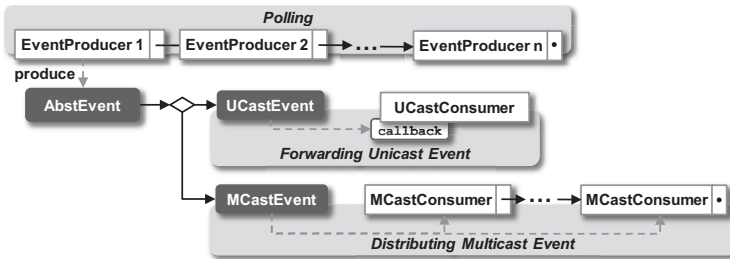 Polling
EventProducer 1 EventProducer 2 ... EventProducer n •
produce
AbstEvent UCastEvent UCastConsumer
callback
Forwarding Unicast Event
MCastEvent MCastConsumer ... MCastConsumer •
Distributing Multicast Event